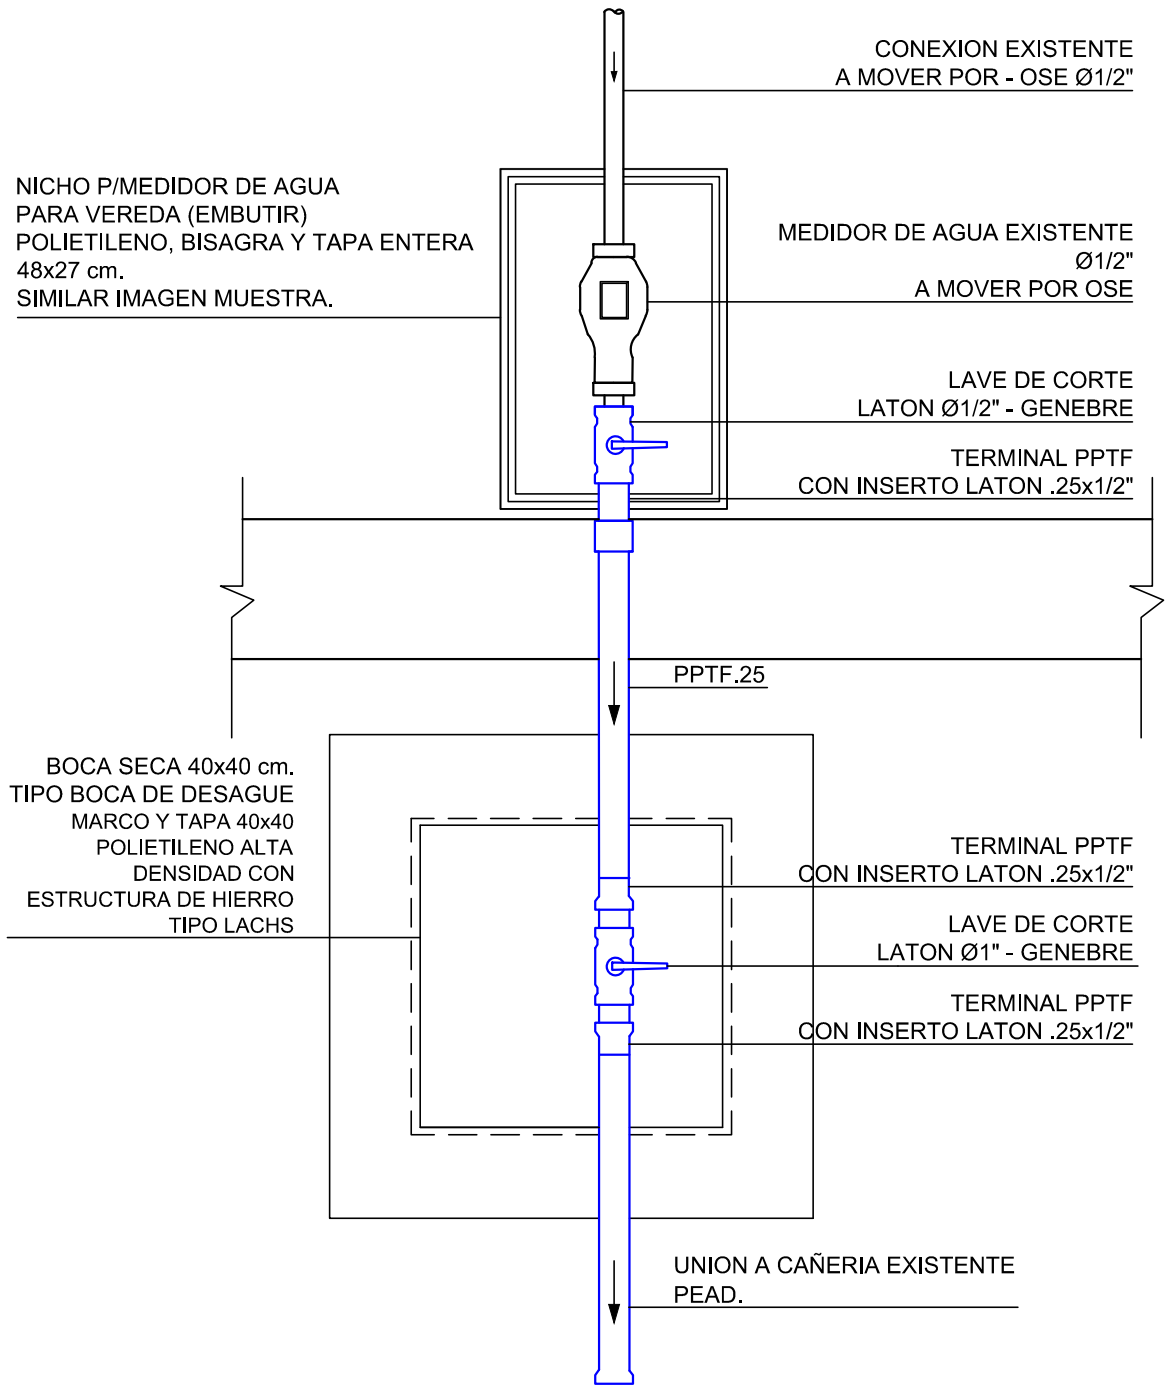 CONEXION EXISTENTE
A MOVER POR - OSE Ø1/2"
NICHO P/MEDIDOR DE AGUA
PARA VEREDA (EMBUTIR)
POLIETILENO, BISAGRA Y TAPA ENTERA
48x27 cm.
SIMILAR IMAGEN MUESTRA.
MEDIDOR DE AGUA EXISTENTE
Ø1/2"
A MOVER POR OSE
LAVE DE CORTE
LATON Ø1/2" - GENEBRE
TERMINAL PPTF
CON INSERTO LATON .25x1/2"
PPTF.25
BOCA SECA 40x40 cm.
TIPO BOCA DE DESAGUE
MARCO Y TAPA 40x40
POLIETILENO ALTA
DENSIDAD CON
ESTRUCTURA DE HIERRO
TIPO LACHS
TERMINAL PPTF
CON INSERTO LATON .25x1/2"
LAVE DE CORTE
LATON Ø1" - GENEBRE
TERMINAL PPTF
CON INSERTO LATON .25x1/2"
UNION A CAÑERIA EXISTENTE
PEAD.